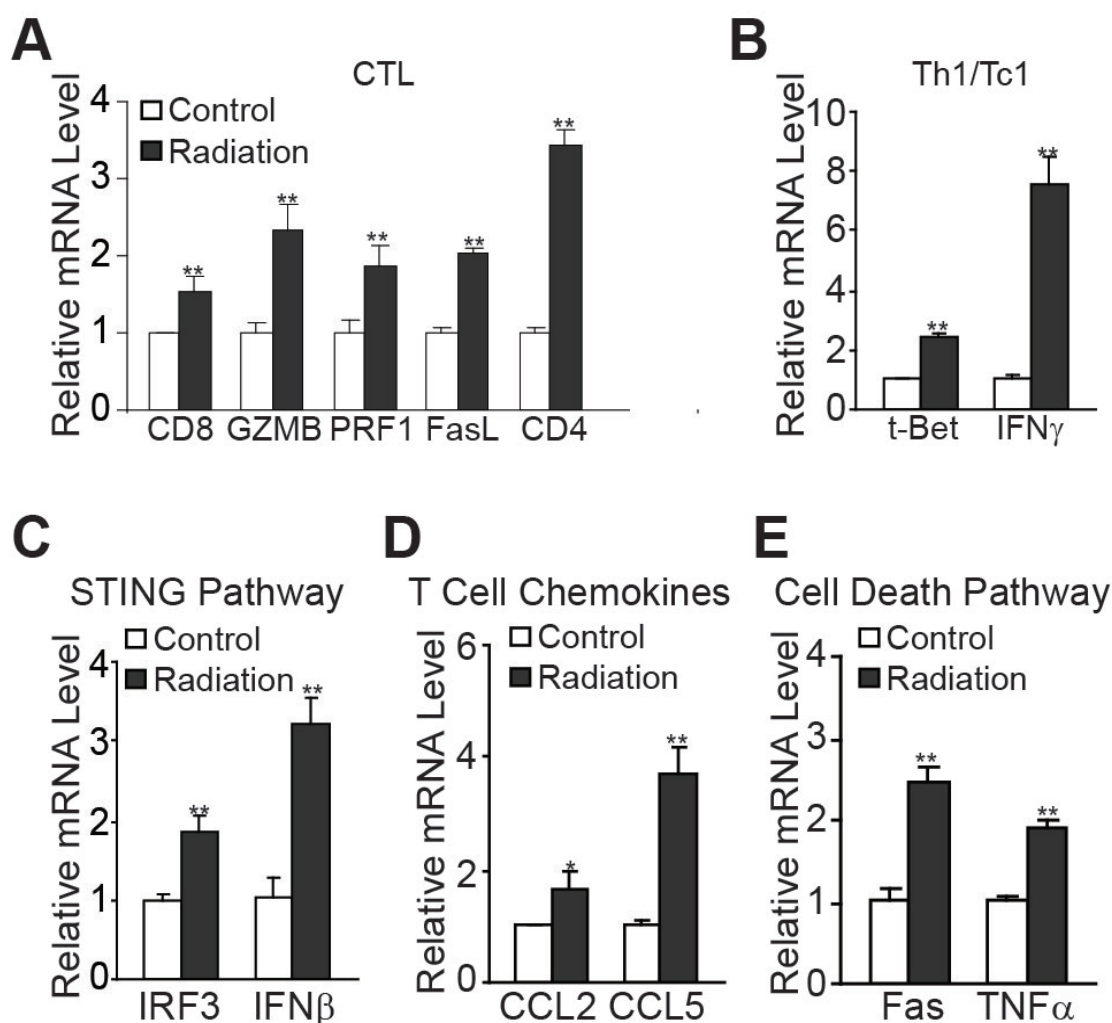 A
CTL
Relative mRNA Level
4
3
2
1
0
Control
Radiation
**
**
**
**
**
CD8 GZMB PRF1 FasL CD4
B
Th1/Tc1
Relative mRNA Level
10
8
6
4
2
0
**
**
t-Bet IFNγ
C
STING Pathway
Relative mRNA Level
4
3
2
1
0
Control
Radiation
**
**
IRF3 IFNβ
D
T Cell Chemokines
Relative mRNA Level
6
4
2
0
Control
Radiation
*
**
CCL2 CCL5
E
Cell Death Pathway
Relative mRNA Level
4
3
2
1
0
Control
Radiation
**
**
Fas TNFα